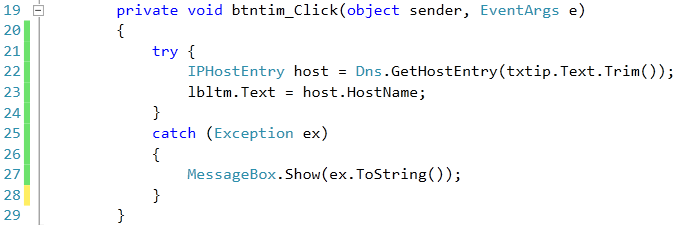 19 private void btntim_Click(object sender, EventArgs e)
20 {
21 try {
22 IPHostEntry host = Dns.GetHostEntry(txtip.Text.Trim());
23 lbltm.Text = host.HostName;
24 }
25 catch (Exception ex)
26 {
27 MessageBox.Show(ex.ToString());
28 }
29 }